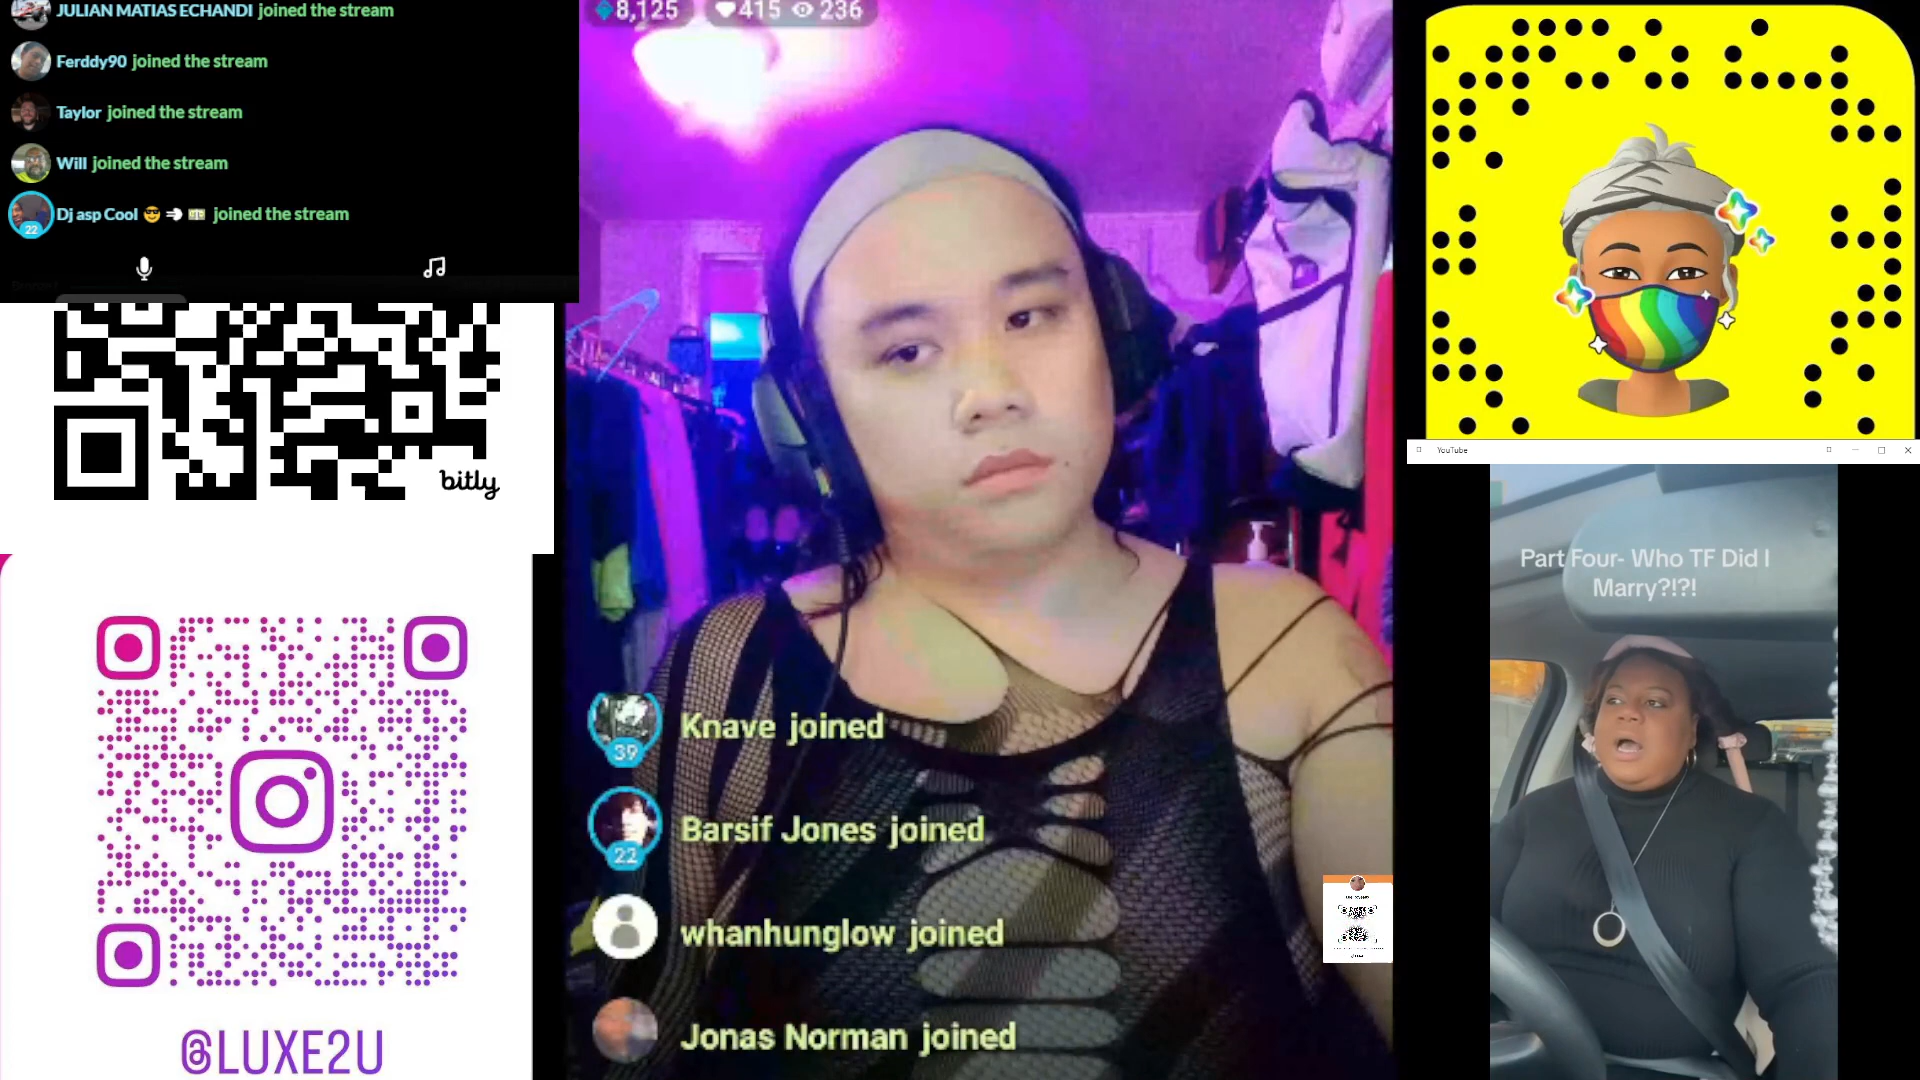 JULIAN MATIAS ECHANDI joined the stream
Ferddy90 joined the stream
Taylor joined the stream
Will joined the stream
22
Dj asp Cool 😎 💨 💵 joined the stream
bitly
@LUXE2U
8,125 415 236
39
Knave joined
22
Barsif Jones joined
whanhunglow joined
Jonas Norman joined
YouTube
Part Four- Who TF Did I
Marry?!?!